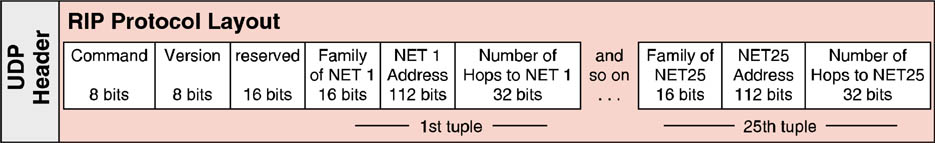 RIP Protocol Layout
UDP
Header
Command
8 bits
Version
8 bits
reserved
16 bits
Family
of NET 1
16 bits
NET 1
Address
112 bits
Number of
Hops to NET 1
32 bits
and
so on
. . .
Family of
NET25
16 bits
NET25
Address
112 bits
Number of
Hops to NET25
32 bits
1st tuple
25th tuple